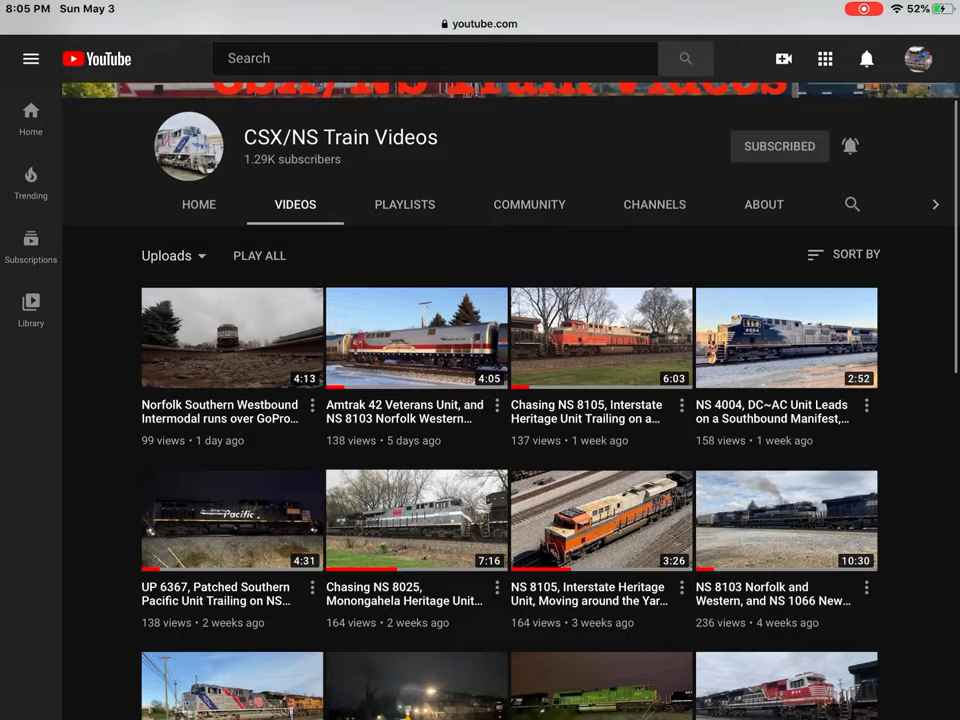 8:05 PM Sun May 3
52%
youtube.com
YouTube
Search
CSX/NS Train Videos
Home
Trending
Subscriptions
Library
CSX/NS Train Videos
1.29K subscribers
SUBSCRIBED
HOME VIDEOS PLAYLISTS COMMUNITY CHANNELS ABOUT
Uploads PLAY ALL SORT BY
4:13
Norfolk Southern Westbound
Intermodal runs over GoPro...
99 views • 1 day ago
4:05
Amtrak 42 Veterans Unit, and
NS 8103 Norfolk Western...
138 views • 5 days ago
6:03
Chasing NS 8105, Interstate
Heritage Unit Trailing on a...
137 views • 1 week ago
4004
2:52
NS 4004, DC~AC Unit Leads
on a Southbound Manifest,...
158 views • 1 week ago
Pacific
4:31
UP 6367, Patched Southern
Pacific Unit Trailing on NS...
138 views • 2 weeks ago
7:16
Chasing NS 8025,
Monongahela Heritage Unit...
164 views • 2 weeks ago
3:26
NS 8105, Interstate Heritage
Unit, Moving around the Yar...
164 views • 3 weeks ago
10:30
NS 8103 Norfolk and
Western, and NS 1066 New...
236 views • 4 weeks ago